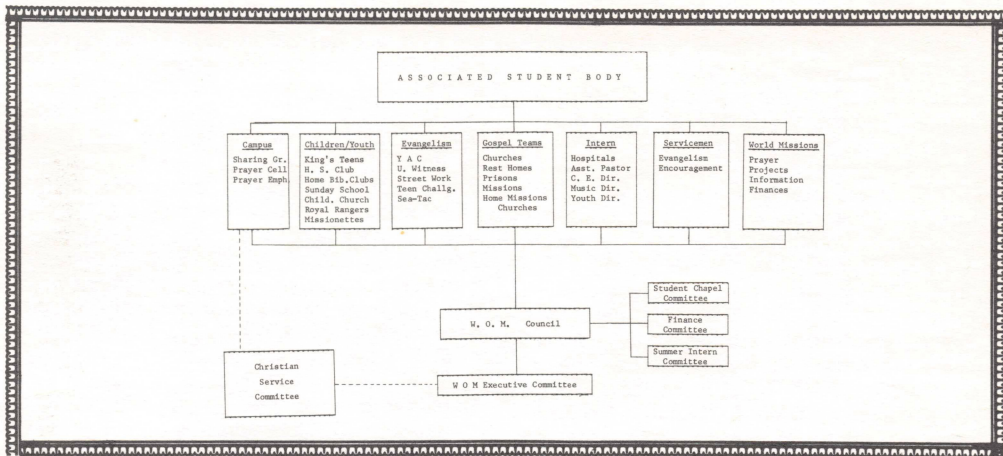 ASSOCIATED STUDENT BODY
Campus
Sharing Gr.
Prayer Cell
Prayer Emph.
Children/Youth
King's Teens
H. S. Club
Home Bib.Clubs
Sunday School
Child. Church
Royal Rangers
Missionettes
Evangelism
Y A C
U. Witness
Street Work
Teen Challg.
Sea-Tac
Gospel Teams
Churches
Rest Homes
Prisons
Missions
Home Missions
Churches
Intern
Hospitals
Asst. Pastor
C. E. Dir.
Music Dir.
Youth Dir.
Servicemen
Evangelism
Encouragement
World Missions
Prayer
Projects
Information
Finances
W. O. M. Council
Student Chapel
Committee
Finance
Committee
Summer Intern
Committee
Christian
Service
Committee
W O M Executive Committee